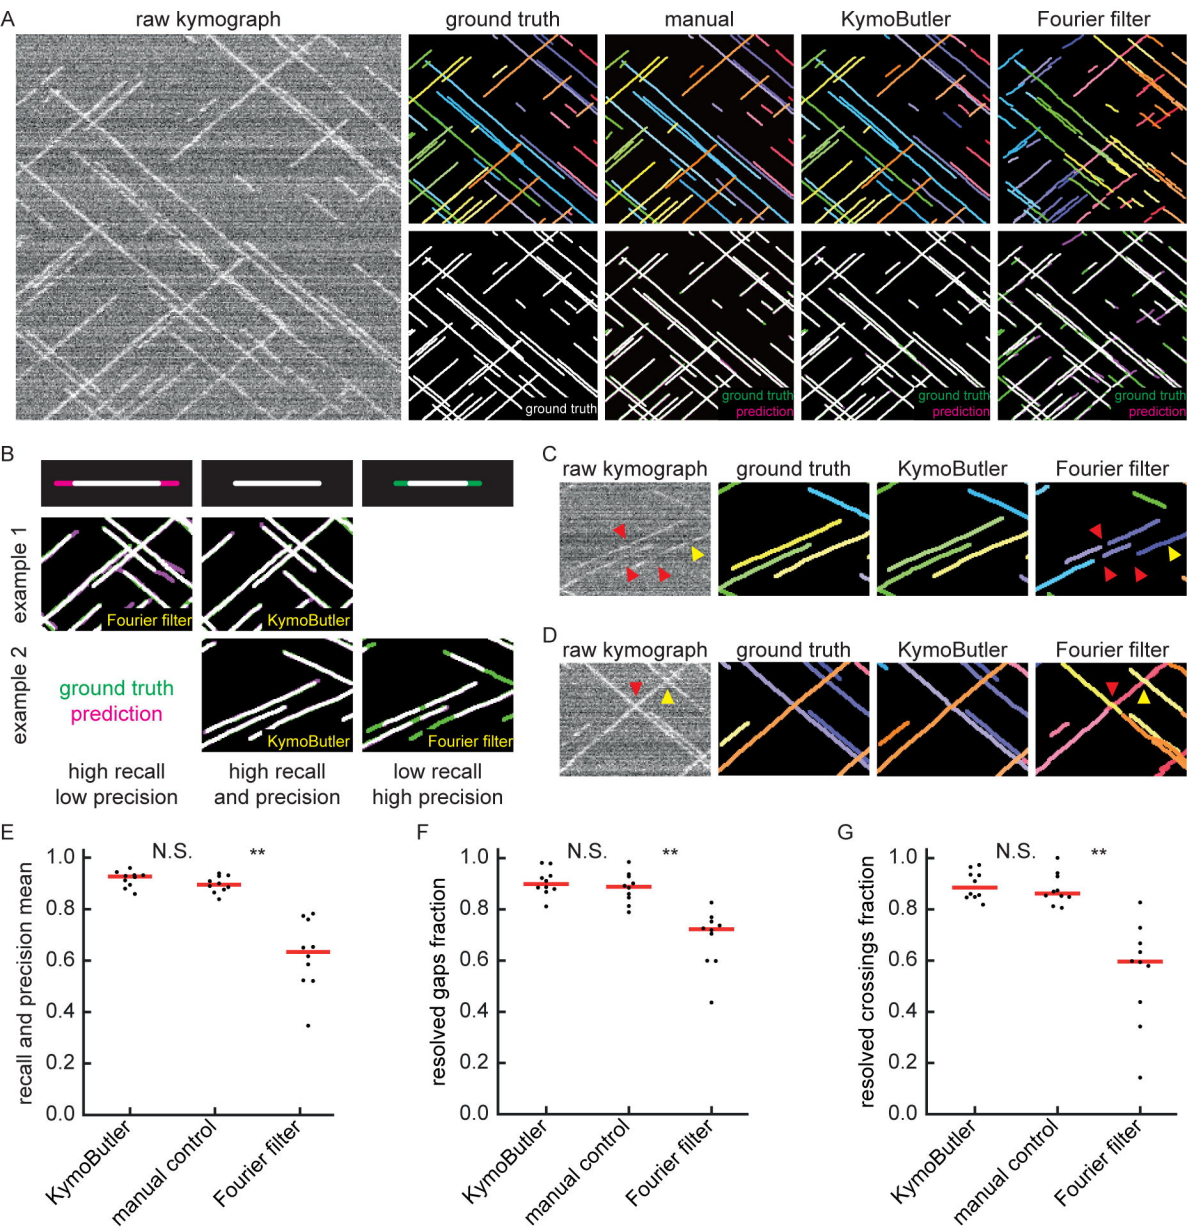 A
raw kymograph
ground truth
manual
KymoButler
Fourier filter
ground truth
ground truth
prediction
ground truth
prediction
ground truth
prediction
B
example 1
Fourier filter
KymoButler
example 2
ground truth
prediction
KymoButler
Fourier filter
high recall
low precision
high recall
and precision
low recall
high precision
C
raw kymograph
ground truth
KymoButler
Fourier filter
D
raw kymograph
ground truth
KymoButler
Fourier filter
E
N.S.
**
recall and precision mean
1.0
0.8
0.6
0.4
0.2
0.0
KymoButler
manual control
Fourier filter
F
N.S.
**
resolved gaps fraction
1.0
0.8
0.6
0.4
0.2
0.0
KymoButler
manual control
Fourier filter
G
N.S.
**
resolved crossings fraction
1.0
0.8
0.6
0.4
0.2
0.0
KymoButler
manual control
Fourier filter